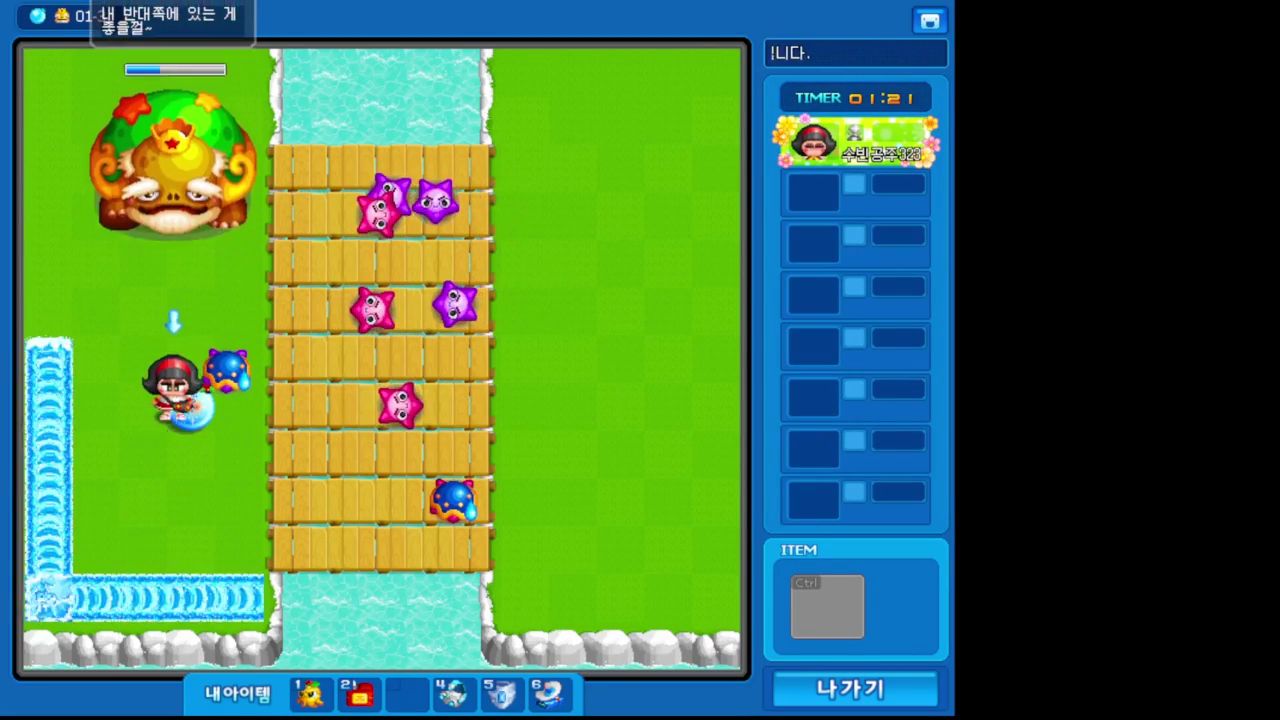 01
내 반대쪽에 있는 게
좋을껄~
니다.
TIMER 01:21
수빈공주323
ITEM
Ctrl
내아이템
1
2
4
5
6
나가기